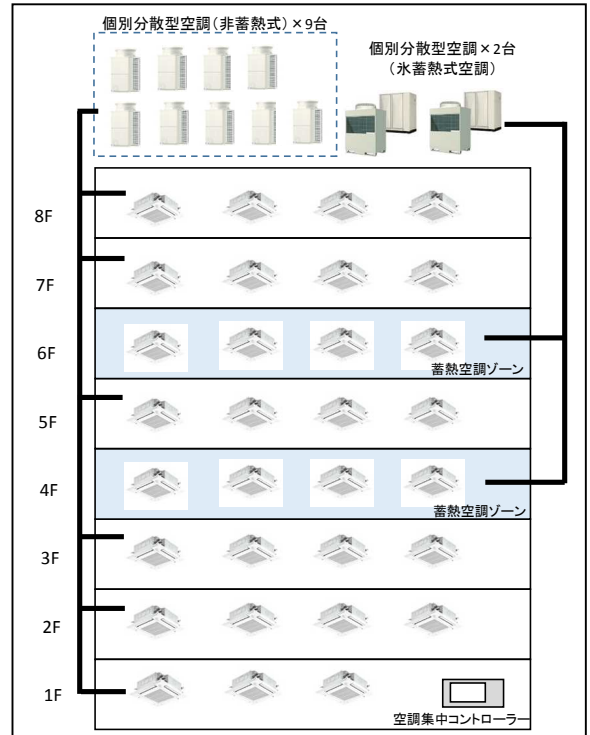 個別分散型空調(非蓄熱式)×9台
個別分散型空調×2台
(氷蓄熱式空調)
8F
7F
6F
蓄熱空調ゾーン
5F
4F
蓄熱空調ゾーン
3F
2F
1F
空調集中コントローラー